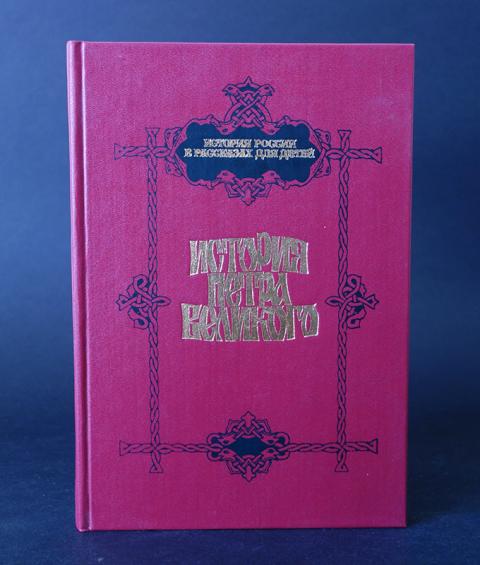 ИСТОРИЯ РОССИИ
В РАССКАЗАХ ДЛЯ ДЕТЕЙ
ИСТОРИЯ
ПЕТРА
ВЕЛИКОГО